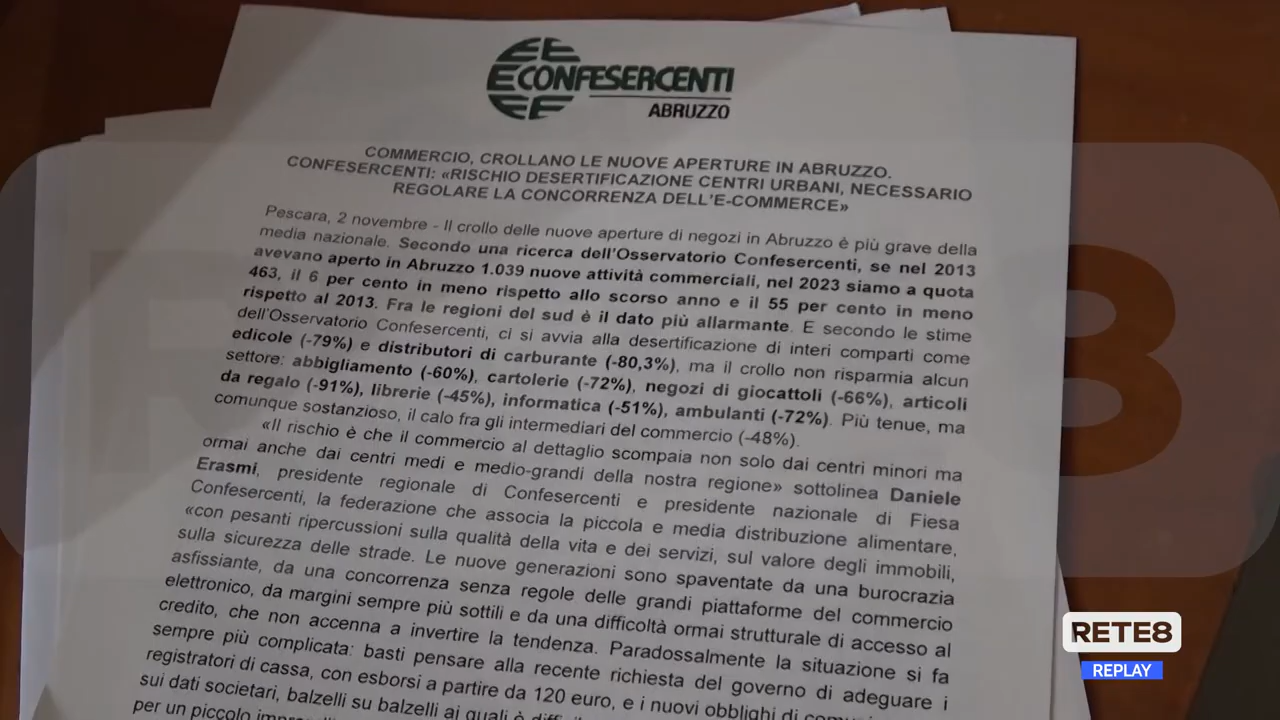 CONFESERCENTI
ABRUZZO
COMMERCIO, CROLLANO LE NUOVE APERTURE IN ABRUZZO.
CONFESERCENTI: «RISCHIO DESERTIFICAZIONE CENTRI URBANI, NECESSARIO
REGOLARE LA CONCORRENZA DELL'E-COMMERCE»
Pescara, 2 novembre - Il crollo delle nuove aperture di negozi in Abruzzo è più grave della
media nazionale. Secondo una ricerca dell'Osservatorio Confesercenti, se nel 2013
avevano aperto in Abruzzo 1.039 nuove attività commerciali, nel 2023 siamo a quota
463, il 6 per cento in meno rispetto allo scorso anno e il 55 per cento in meno
rispetto al 2013. Fra le regioni del sud è il dato più allarmante. E secondo le stime
dell'Osservatorio Confesercenti, ci si avvia alla desertificazione di interi comparti come
edicole (-79%) e distributori di carburante (-80,3%), ma il crollo non risparmia alcun
settore: abbigliamento (-60%), cartolerie (-72%), negozi di giocattoli (-66%), articoli
da regalo (-91%), librerie (-45%), informatica (-51%), ambulanti (-72%). Più tenue, ma
comunque sostanzioso, il calo fra gli intermediari del commercio (-48%).
«Il rischio è che il commercio al dettaglio scompaia non solo dai centri minori ma
ormai anche dai centri medi e medio-grandi della nostra regione» sottolinea Daniele
Erasmi, presidente regionale di Confesercenti e presidente nazionale di Fiesa
Confesercenti, la federazione che associa la piccola e media distribuzione alimentare,
«con pesanti ripercussioni sulla qualità della vita e dei servizi, sul valore degli immobili,
sulla sicurezza delle strade. Le nuove generazioni sono spaventate da una burocrazia
asfissiante, da una concorrenza senza regole delle grandi piattaforme del commercio
elettronico, da margini sempre più sottili e da una difficoltà ormai strutturale di accesso al
credito, che non accenna a invertire la tendenza. Paradossalmente la situazione si fa
sempre più complicata: basti pensare alla recente richiesta del governo di adeguare i
registratori di cassa, con esborsi a partire da 120 euro, e i nuovi obblighi di
sui dati societari, balzelli su balzelli ai quali è
per un piccolo
RETE8
REPLAY